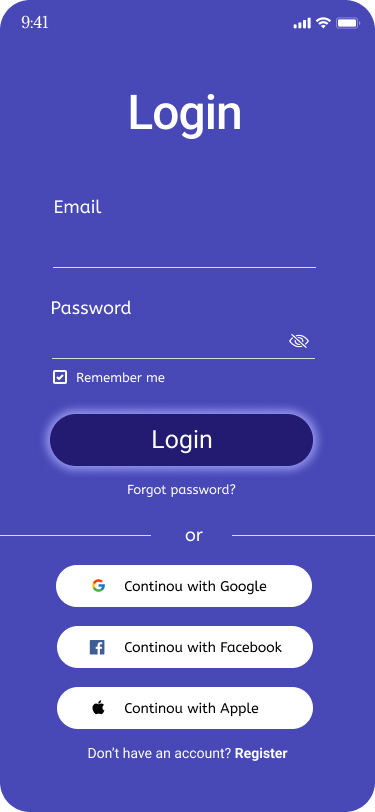 9:41
Login
Email
Password
Remember me
Login
Forgot password?
or
Continou with Google
Continou with Facebook
Continou with Apple
Don't have an account? Register